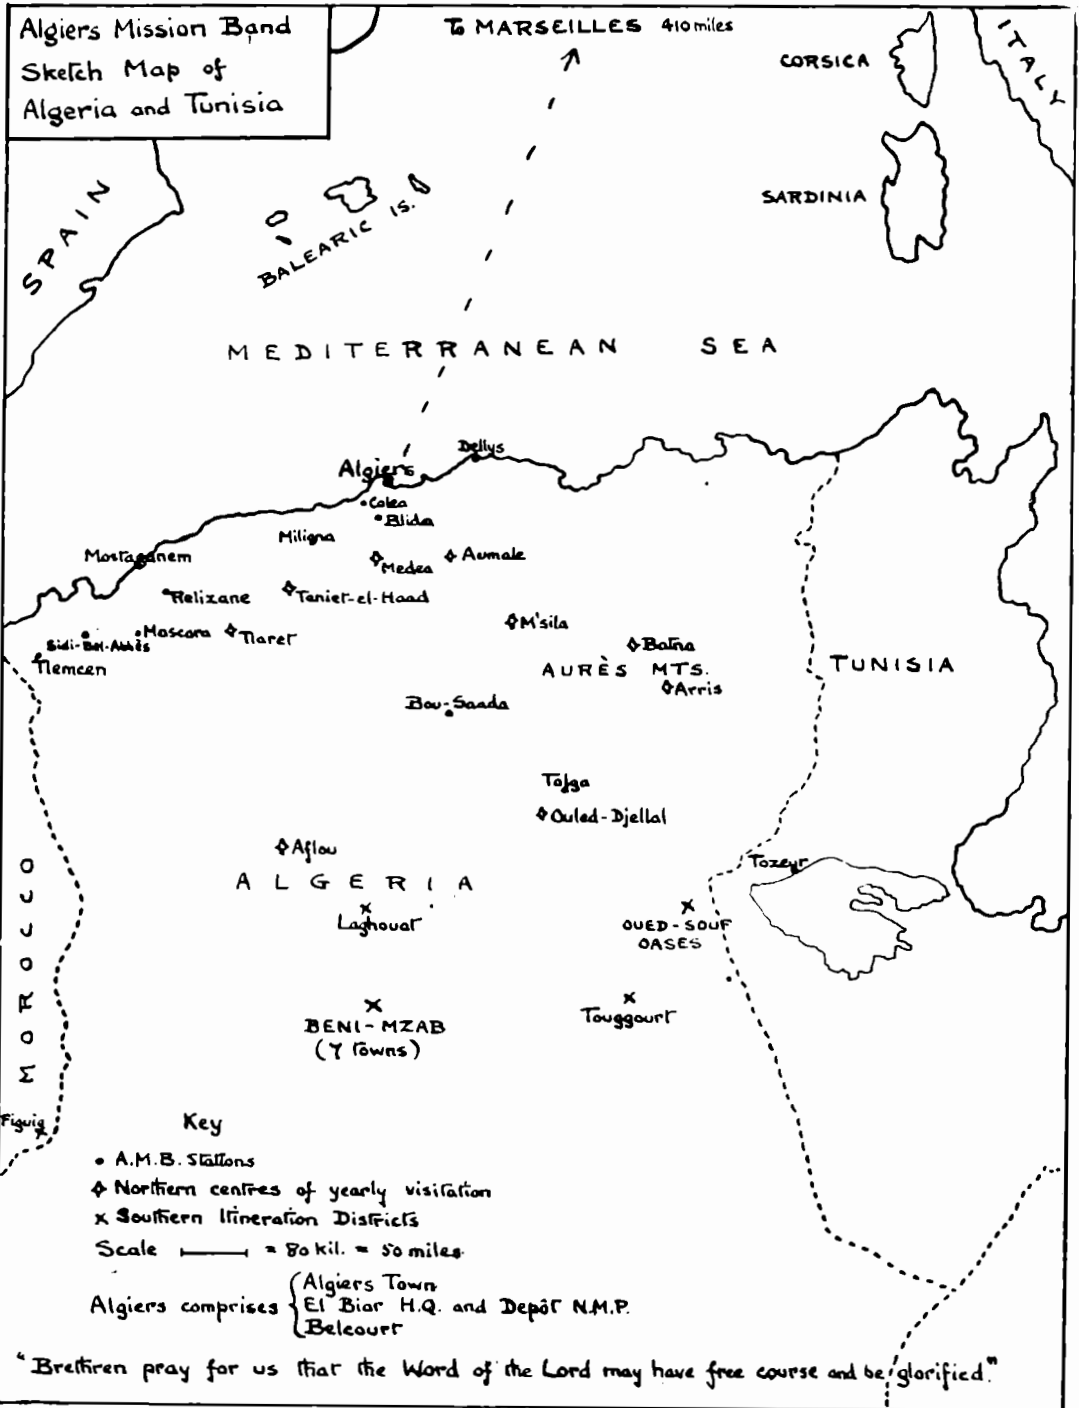 Algiers Mission Band
Sketch Map of
Algeria and Tunisia
To MARSEILLES 410 miles
CORSICA
ITALY
SARDINIA
SPAIN
BALEARIC IS.
MEDITERRANEAN SEA
Dellys
Algiers
Colea
Blida
Miligna
Mostaganem
Medea
Aumale
Relizane
Teniet-el-Haad
M'sila
Mascara
Tiaret
Sidi-Bel-Abbès
Tlemcen
Batna
AURÈS MTS.
TUNISIA
Arris
Bou-Saada
Tolga
Ouled-Djellal
Aflou
Tozeur
ALGERIA
MOROCCO
Laghouat
OUED-SOUF
OASES
Touggourt
BENI-MZAB
(7 towns)
Figuig
Key
A.M.B. Stations
Northern centres of yearly visitation
x Southern Itineration Districts
Scale = 80 kil. = 50 miles.
Algiers comprises
Algiers Town
El Biar H.Q. and Depôt N.M.P.
Belcourt
"Brethren pray for us that the Word of the Lord may have free course and be glorified."